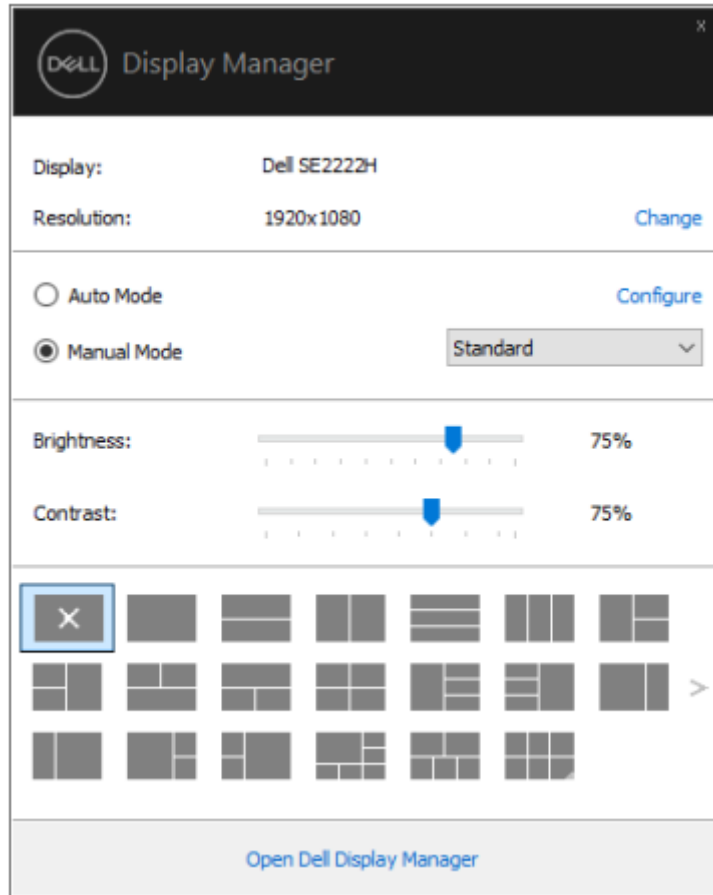 x
DELL Display Manager
Display: Dell SE2222H
Resolution: 1920x1080 Change
Auto Mode Configure
Manual Mode Standard
Brightness: 75%
Contrast: 75%
Open Dell Display Manager